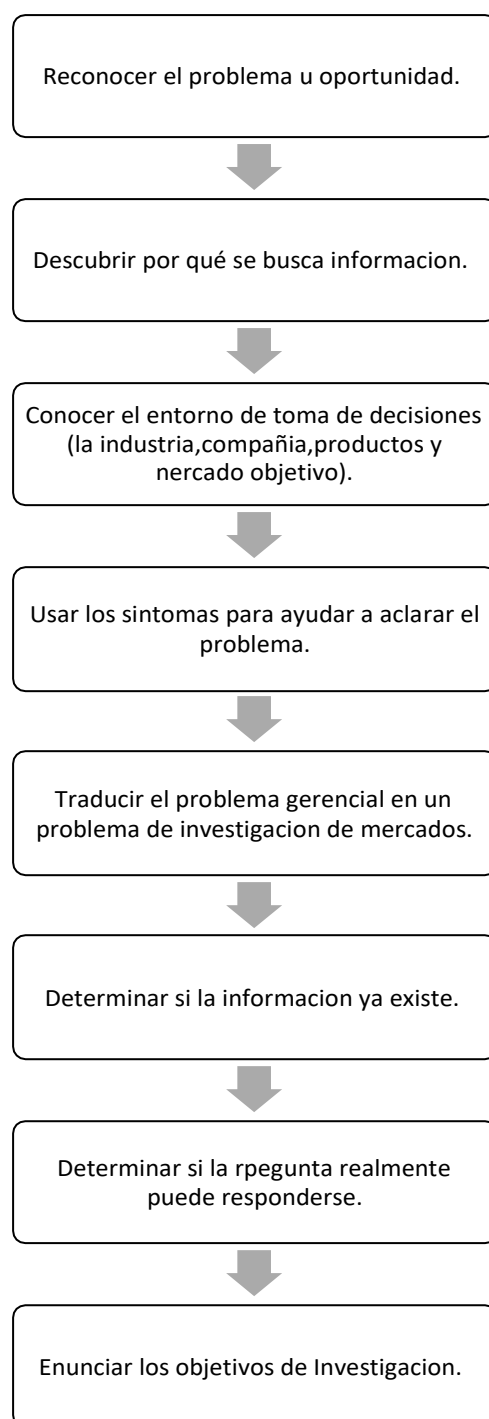 Reconocer el problema u oportunidad.
Descubrir por qué se busca informacion.
Conocer el entorno de toma de decisiones
(la industria,compañia,productos y
nercado objetivo).
Usar los sintomas para ayudar a aclarar el
problema.
Traducir el problema gerencial en un
problema de investigacion de mercados.
Determinar si la informacion ya existe.
Determinar si la rpegunta realmente
puede responderse.
Enunciar los objetivos de Investigacion.